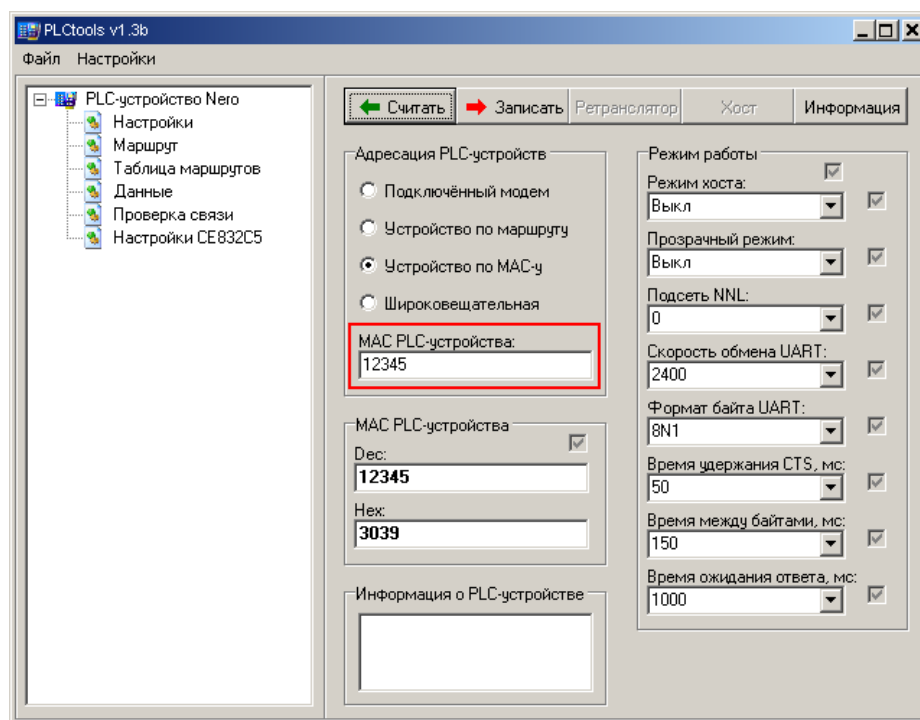 PLCtools v1.3b
Файл Настройки
PLC-устройство Nero
Настройки
Маршрут
Таблица маршрутов
Данные
Проверка связи
Настройки CE832C5
Считать Записать Ретранслятор Хост Информация
Адресация PLC-устройств
Подключённый модем
Устройство по маршруту
Устройство по MAC-у
Широковещательная
MAC PLC-устройства:
12345
MAC PLC-устройства
Dec:
12345
Hex:
3039
Информация о PLC-устройстве
Режим работы
Режим хоста:
Выкл
Прозрачный режим:
Выкл
Подсеть NNL:
0
Скорость обмена UART:
2400
Формат байта UART:
8N1
Время удержания CTS, мс:
50
Время между байтами, мс:
150
Время ожидания ответа, мс:
1000